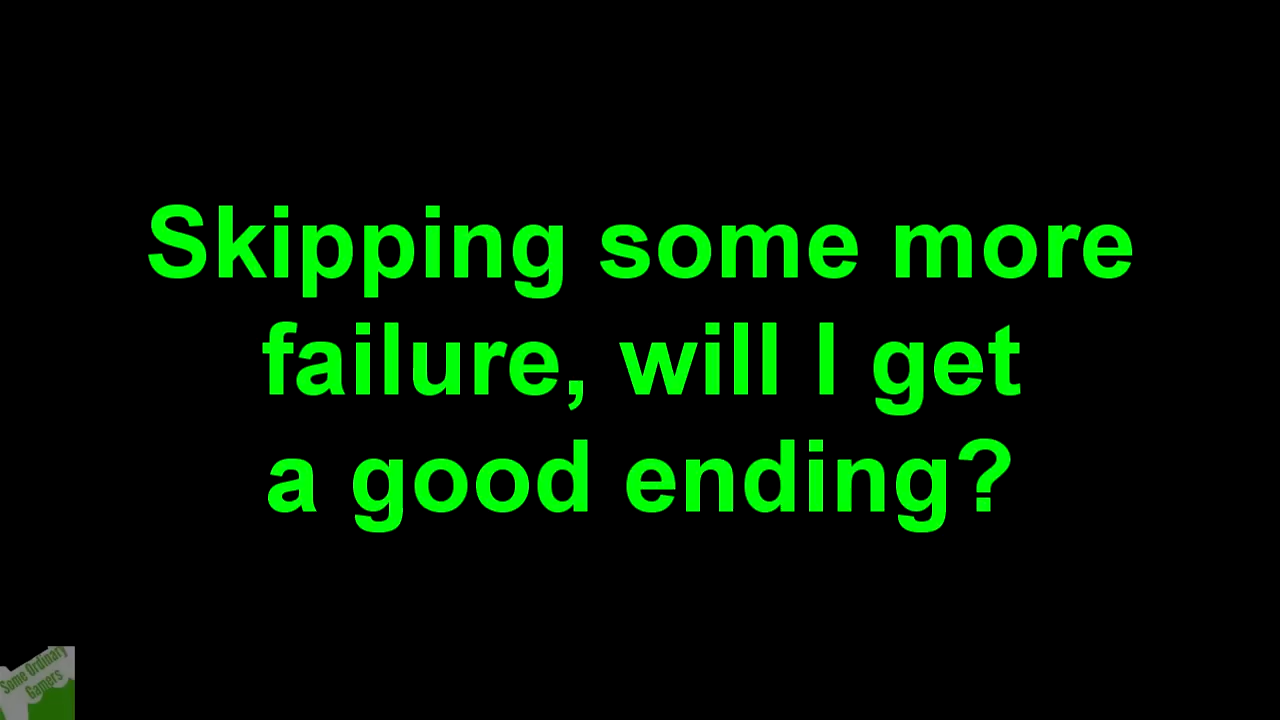 Skipping some more
failure, will I get
a good ending?
Some Ordinary
Gamers